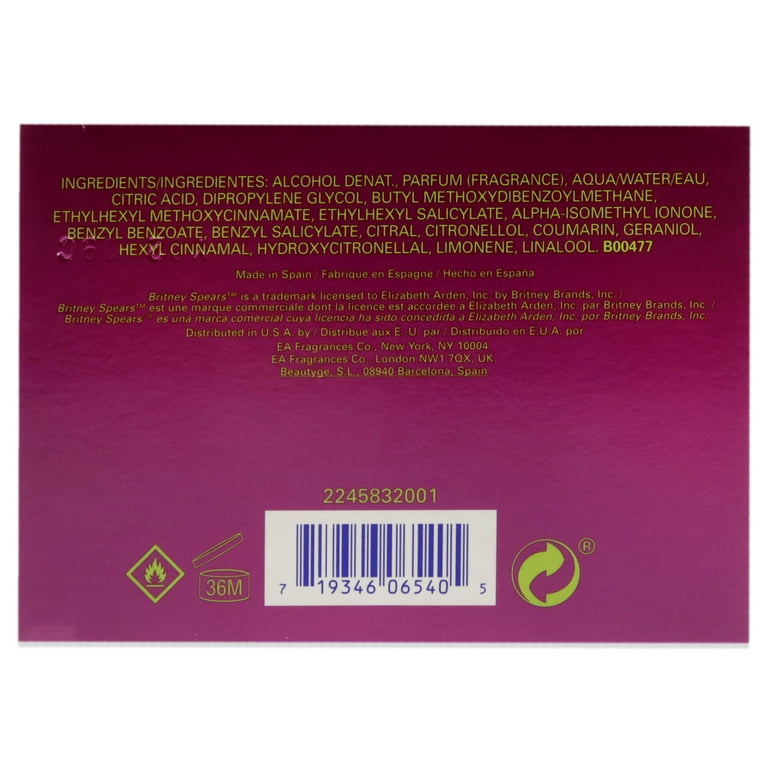 INGREDIENTS/INGREDIENTES: ALCOHOL DENAT., PARFUM (FRAGRANCE), AQUA/WATER/EAU,
CITRIC ACID, DIPROPYLENE GLYCOL, BUTYL METHOXYDIBENZOYLMETHANE,
ETHYLHEXYL METHOXYCINNAMATE, ETHYLHEXYL SALICYLATE, ALPHA-ISOMETHYL IONONE,
BENZYL BENZOATE, BENZYL SALICYLATE, CITRAL, CITRONELLOL, COUMARIN, GERANIOL,
HEXYL CINNAMAL, HYDROXYCITRONELLAL, LIMONENE, LINALOOL. B00477
Made in Spain / Fabriqué en Espagne / Hecho en España
Britney Spears™ is a trademark licensed to Elizabeth Arden, Inc. by Britney Brands, Inc. /
Britney Spears™ est une marque commerciale dont la licence est accordée à Elizabeth Arden, Inc par Britney Brands, Inc. /
Britney Spears™ es una marca comercial cuya licencia ha sido concedida a Elizabeth Arden, Inc por Britney Brands, Inc.
Distributed in U.S.A. by / Distribué aux E.-U. par / Distribuido en E.U.A. por
EA Fragrances Co., New York, NY 10004.
EA Fragrances Co., London NW1 7QX, UK.
Beautyge, S.L., 08940 Barcelona, Spain
2245832001
36M
7 19346 06540 5
®